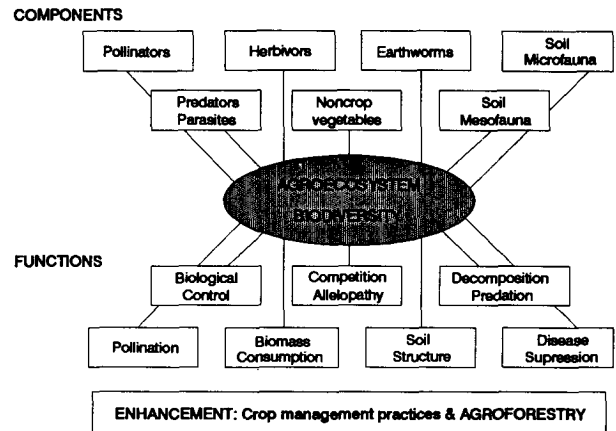 COMPONENTS
Pollinators
Herbivors
Earthworms
Soil
Microfauna
Predators
Parasites
Noncrop
vegetables
Soil
Mesofauna
AGROECOSYSTEM
BIODIVERSITY
FUNCTIONS
Biological
Control
Competition
Allelopathy
Decomposition
Predation
Pollination
Biomass
Consumption
Soil
Structure
Disease
Supression
ENHANCEMENT: Crop management practices & AGROFORESTRY